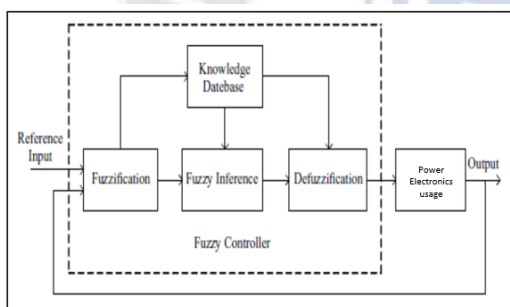 Knowledge
Datebase
Reference
Input
Fuzzification
Fuzzy Inference
Defuzzification
Power
Electronics
usage
Output
Fuzzy Controller